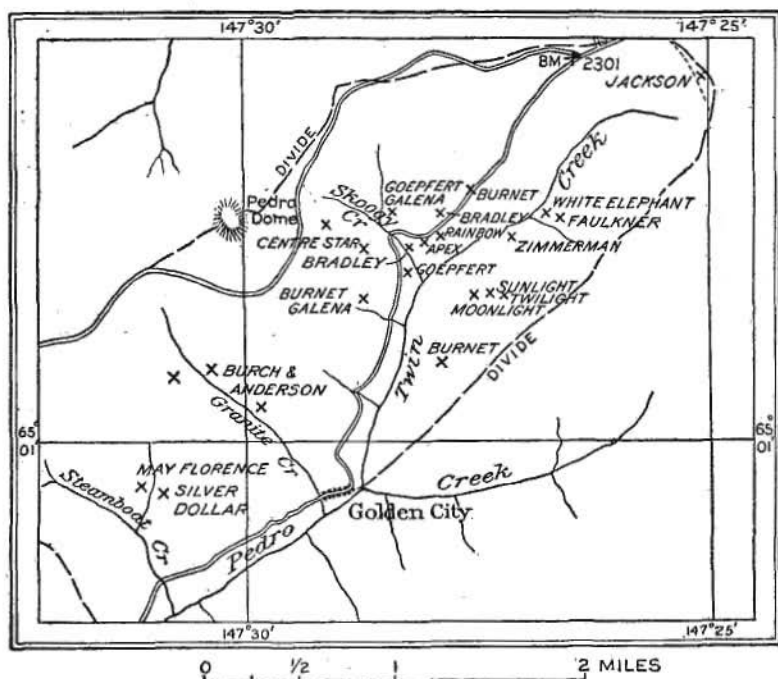 147°30'
147°25'
BM 2301
JACKSON
DIVIDE
Creek
Skoogy
Cr
GOEPFERT
GALENA
BURNET
Pedro
Dome
BRADLEY
RAINBOW
WHITE ELEPHANT
FAULKNER
CENTRE STAR
APEX
ZIMMERMAN
BRADLEY
GOEPFERT
BURNET
GALENA
SUNLIGHT
TWILIGHT
MOONLIGHT
Twin
BURNET
DIVIDE
BURCH &
ANDERSON
Granite Cr
65°
01'
65°
01'
Steamboat
Cr
MAY FLORENCE
SILVER
DOLLAR
Creek
Golden City
Pedro
147°30'
147°25'
0 1/2 1 2 MILES